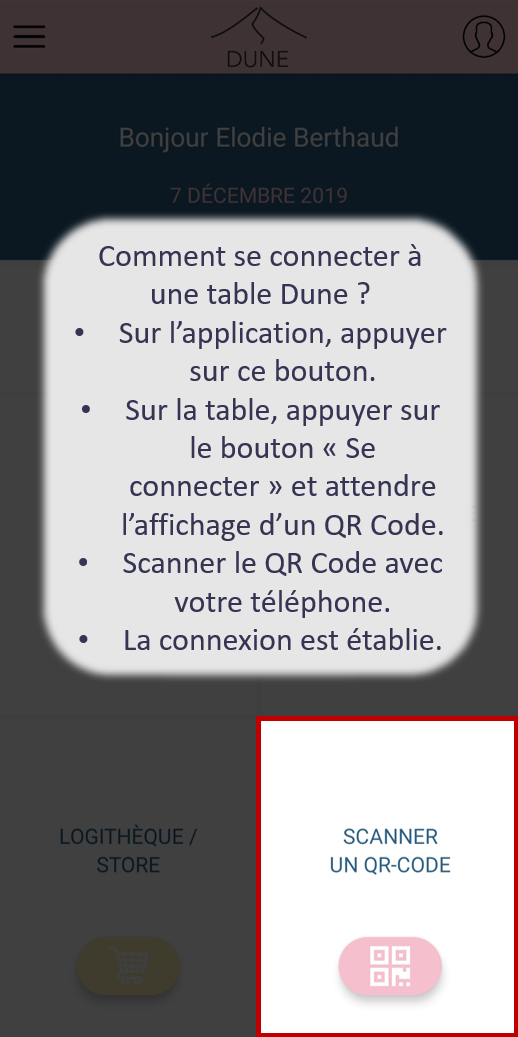 DUNE
Bonjour Elodie Berthaud
7 DÉCEMBRE 2019
Comment se connecter à
une table Dune ?
• Sur l’application, appuyer
sur ce bouton.
• Sur la table, appuyer sur
le bouton « Se
connecter » et attendre
l’affichage d’un QR Code.
• Scanner le QR Code avec
votre téléphone.
• La connexion est établie.
LOGITHÈQUE /
STORE
SCANNER
UN QR-CODE